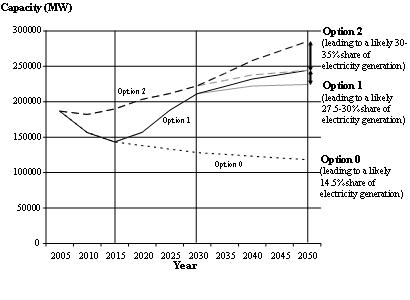 Capacity (MW)
300000
250000
200000
150000
100000
50000
0
2005 2010 2015 2020 2025 2030 2035 2040 2045 2050
Year
Option 2
Option 1
Option 0
Option 2
(leading to a likely 30-
35% share of
electricity generation)
Option 1
(leading to a likely
27.5-30% share of
electricity generation)
Option 0
(leading to a likely
14.5% share of
electricity generation)